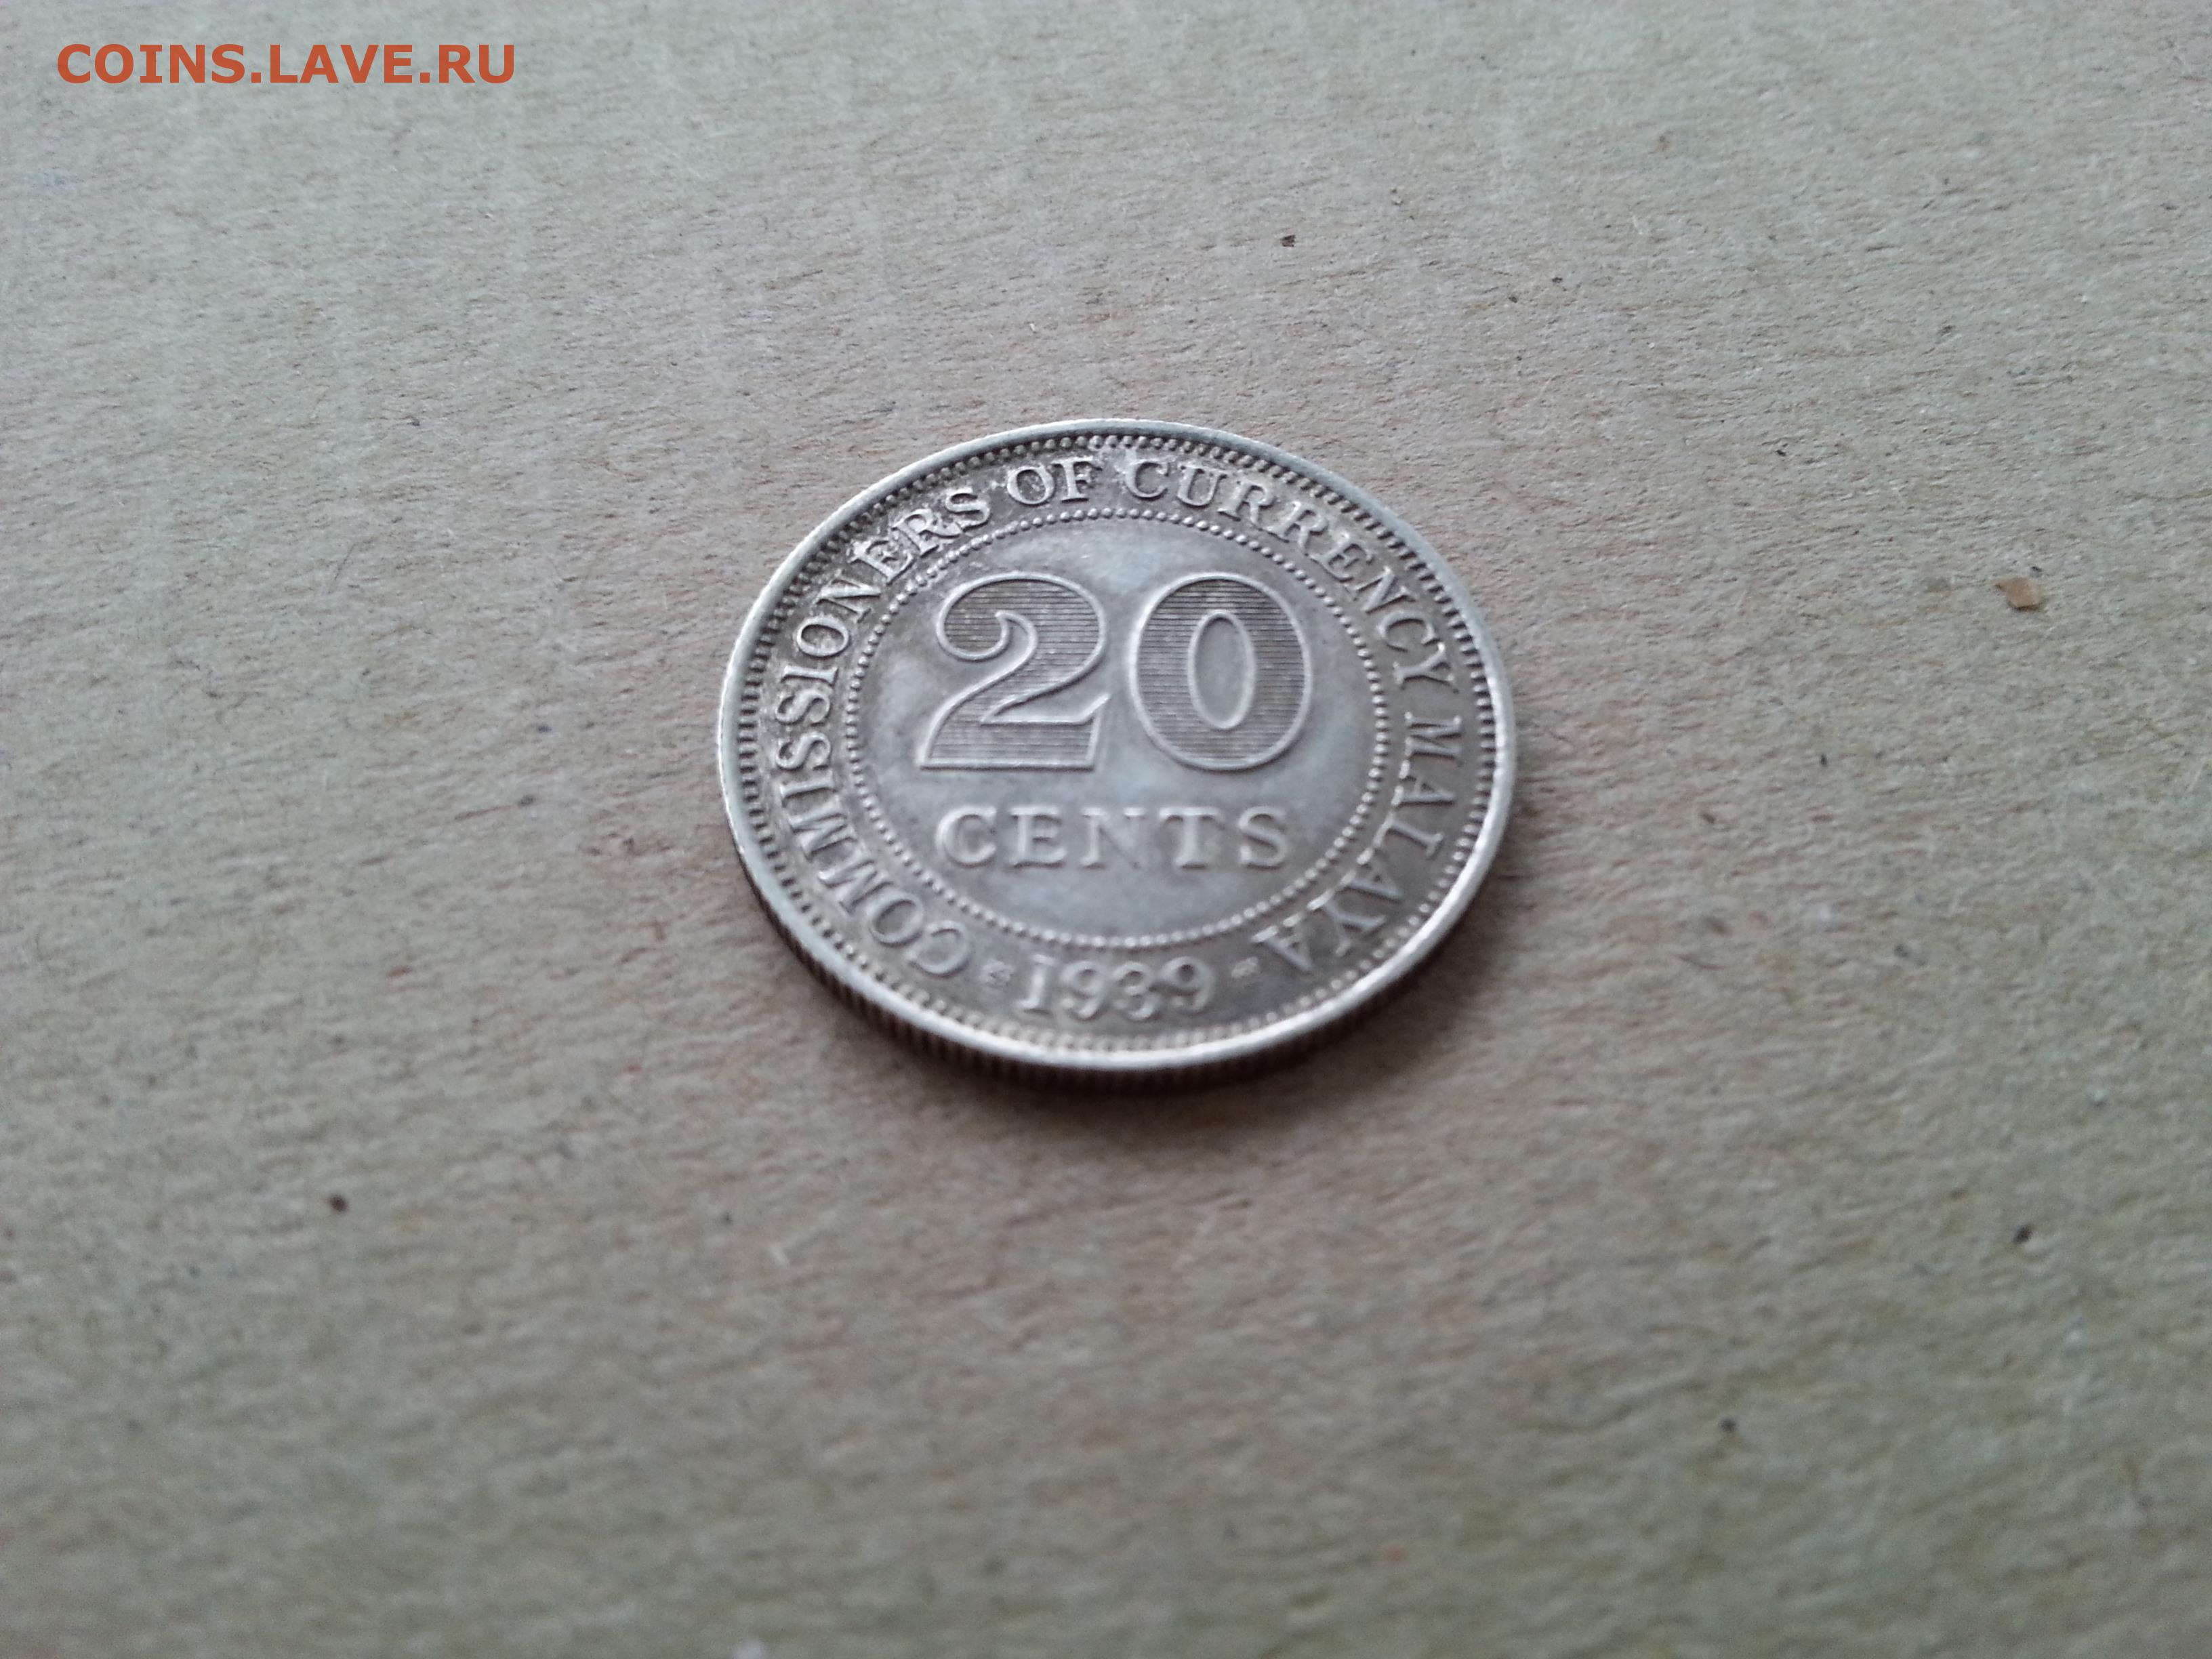 COINS.LAVE.RU
COMMISSIONERS OF CURRENCY MALAYA
20
CENTS
1939